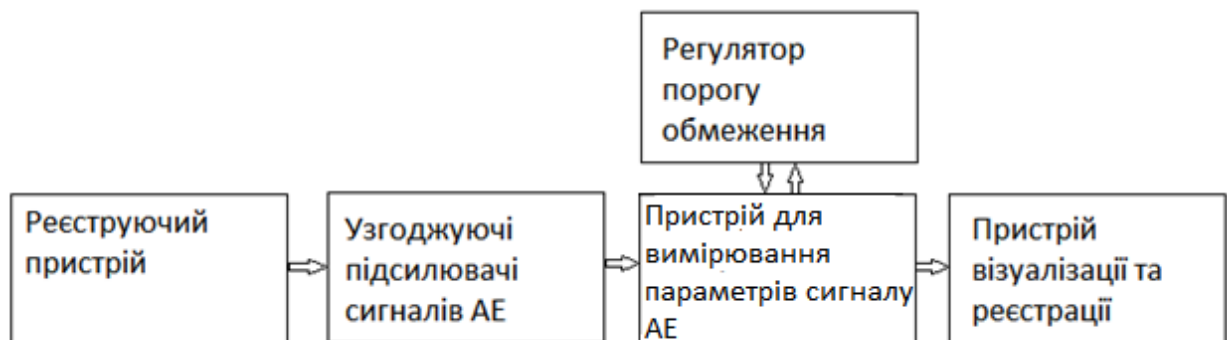 Регулятор
порогу
обмеження
Реєструючий
пристрій
Узгоджуючі
підсилювачі
сигналів АЕ
Пристрій для
вимірювання
параметрів сигналу
АЕ
Пристрій
візуалізації та
реєстрації